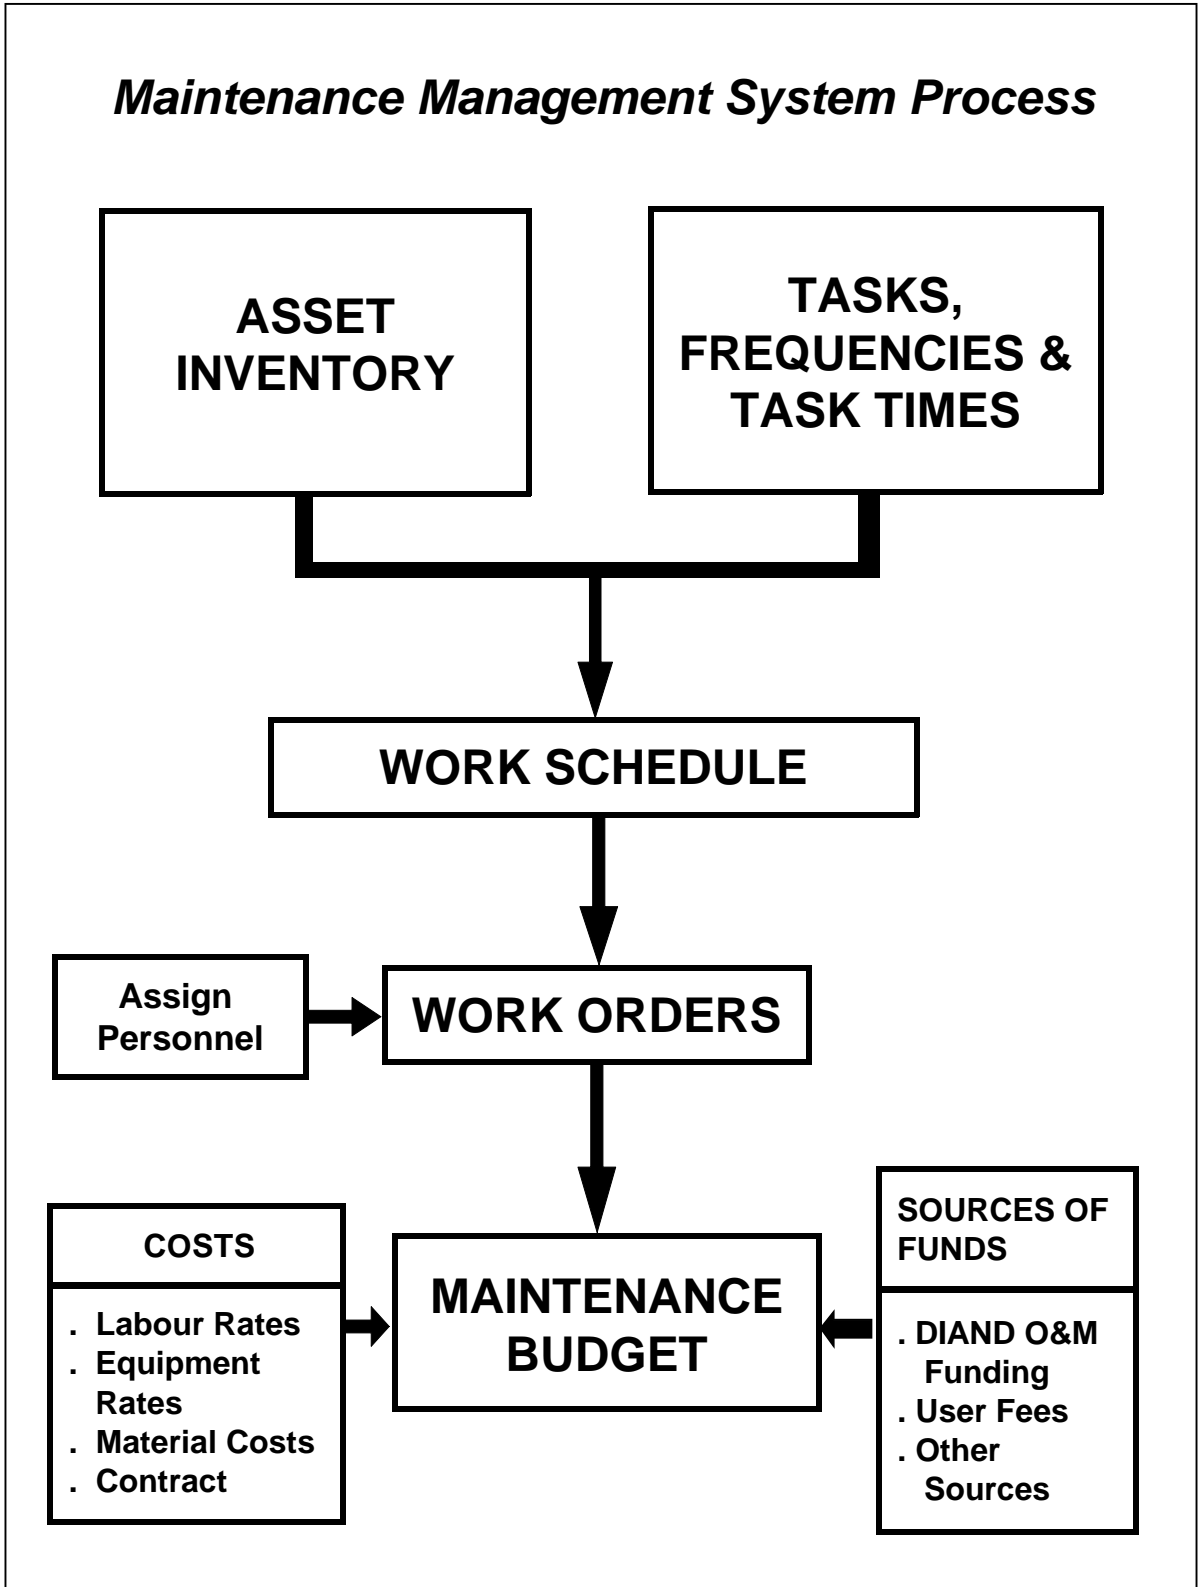 Maintenance Management System Process
ASSET
INVENTORY
TASKS,
FREQUENCIES &
TASK TIMES
WORK SCHEDULE
Assign
Personnel
WORK ORDERS
COSTS
. Labour Rates
. Equipment
Rates
. Material Costs
. Contract
MAINTENANCE
BUDGET
SOURCES OF
FUNDS
. DIAND O&M
Funding
. User Fees
. Other
Sources